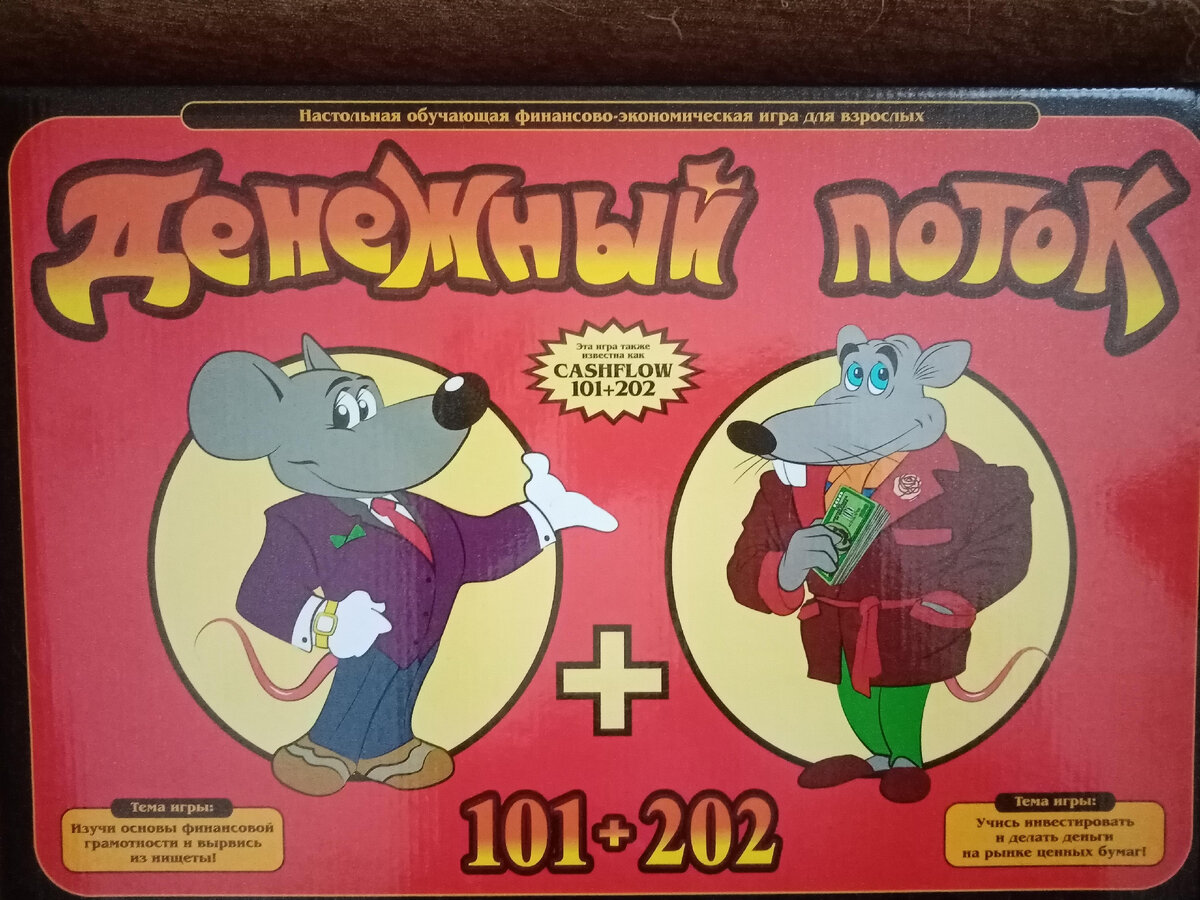 Настольная обучающая финансово-экономическая игра для взрослых
Денежный поток
Эта игра также
известна как
CASHFLOW
101+202
+
101+202
Тема игры:
Изучи основы финансовой
грамотности и вырвись
из нищеты!
Тема игры:
Учись инвестировать
и делать деньги
на рынке ценных бумаг!